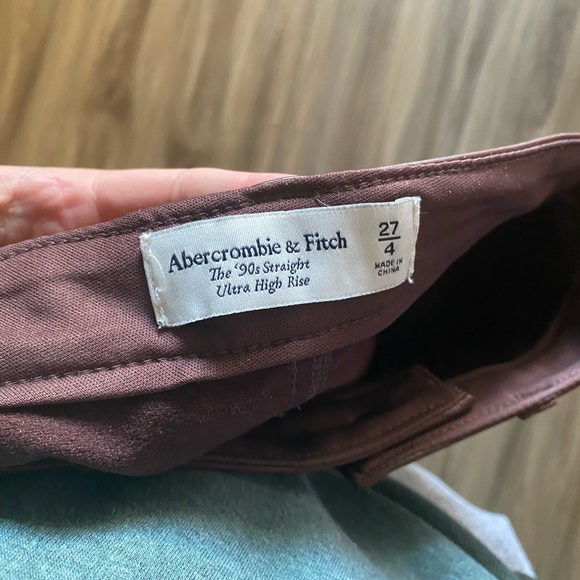 Abercrombie & Fitch
The '90s Straight
Ultra High Rise
27
4
MADE IN
CHINA